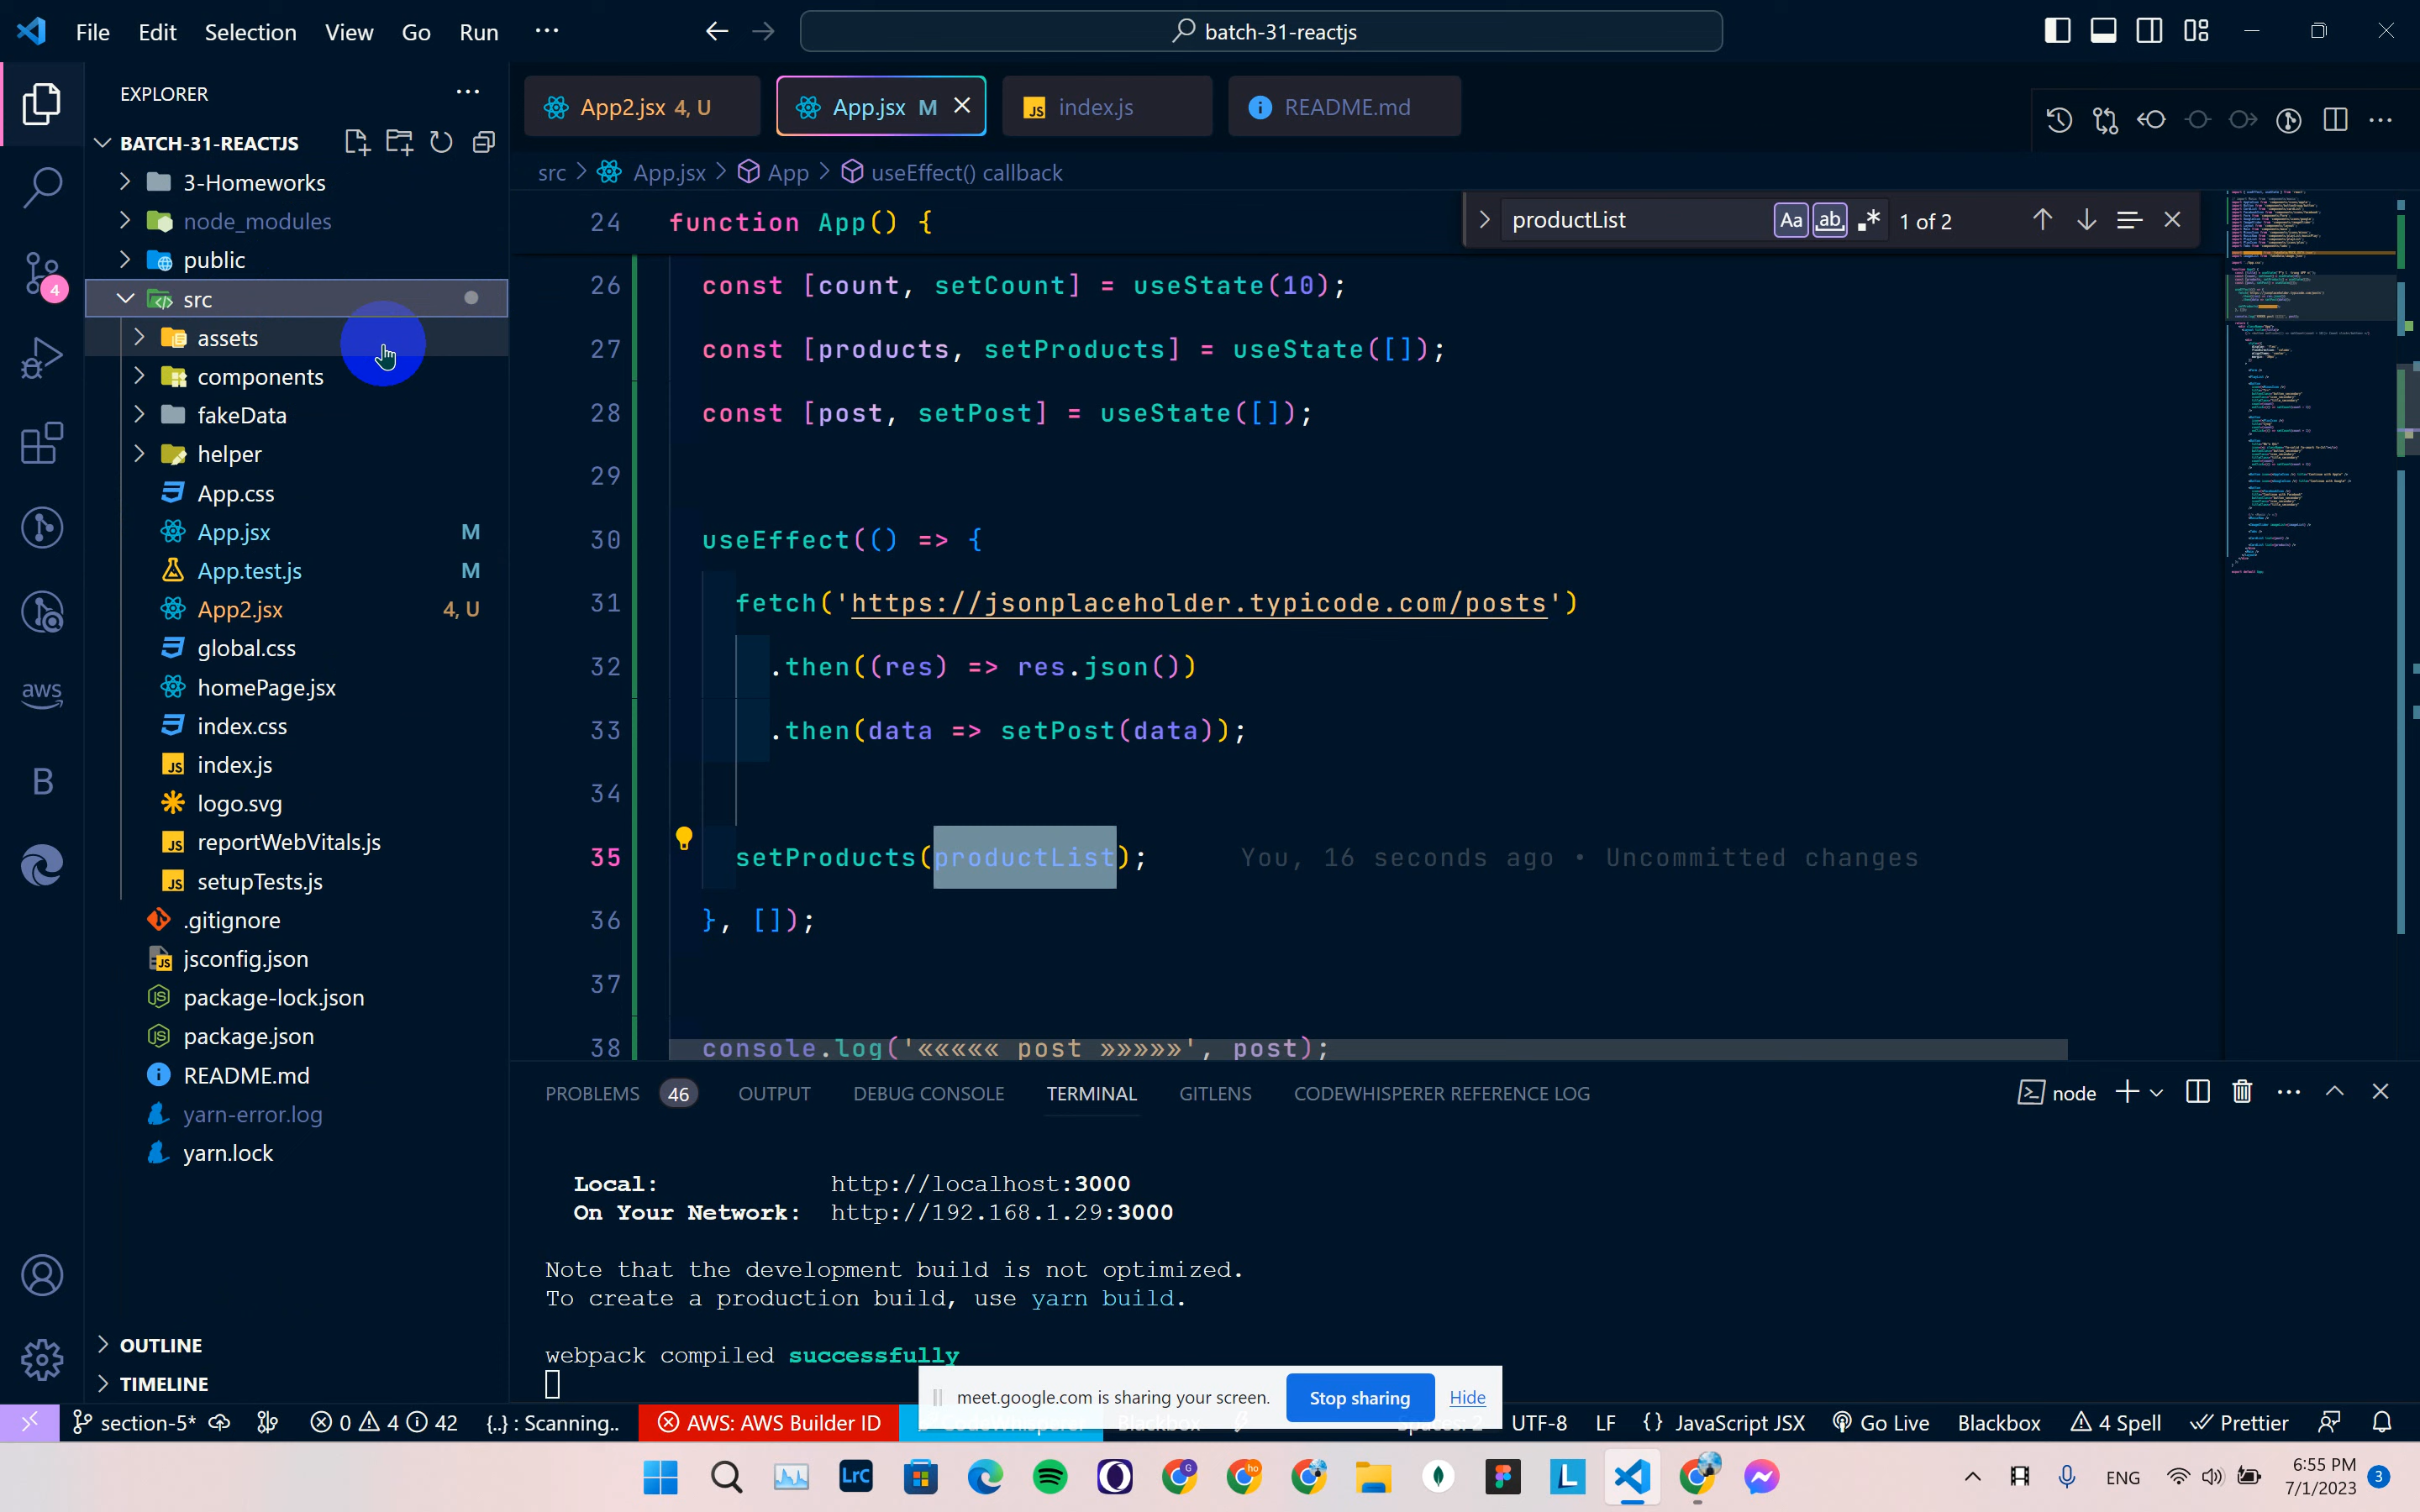 File Edit Selection View Go Run ···
batch-31-reactjs
EXPLORER
BATCH-31-REACTJS
3-Homeworks
node_modules
public
src
assets
components
fakeData
helper
App.css
App.jsx M
App.test.js M
App2.jsx 4, U
global.css
homePage.jsx
index.css
index.js
logo.svg
reportWebVitals.js
setupTests.js
.gitignore
jsconfig.json
package-lock.json
package.json
README.md
yarn-error.log
yarn.lock
OUTLINE
TIMELINE
4
aws
B
App2.jsx 4, U
App.jsx M
index.js
README.md
src > App.jsx > App > useEffect() callback
productList
Aa ab 1 of 2
24 function App() {
26 const [count, setCount] = useState(10);
27 const [products, setProducts] = useState([]);
28 const [post, setPost] = useState([]);
29
30 useEffect(() => {
31 fetch('https://jsonplaceholder.typicode.com/posts')
32 .then((res) => res.json())
33 .then(data => setPost(data));
34
35 setProducts(productList); You, 16 seconds ago • Uncommitted changes
36 }, []);
37
38 console.log('««««« post »»»»»', post);
PROBLEMS 46 OUTPUT DEBUG CONSOLE TERMINAL GITLENS CODEWHISPERER REFERENCE LOG
node
Local: http://localhost:3000
On Your Network: http://192.168.1.29:3000
Note that the development build is not optimized.
To create a production build, use yarn build.
webpack compiled successfully
meet.google.com is sharing your screen. Stop sharing Hide
section-5* 0 4 42 {..} : Scanning.. AWS: AWS Builder ID CodeWhisperer Blackbox Spaces: 2 UTF-8 LF {} JavaScript JSX Go Live Blackbox 4 Spell Prettier
LrC
G
ho
L
ENG
6:55 PM
7/1/2023
3